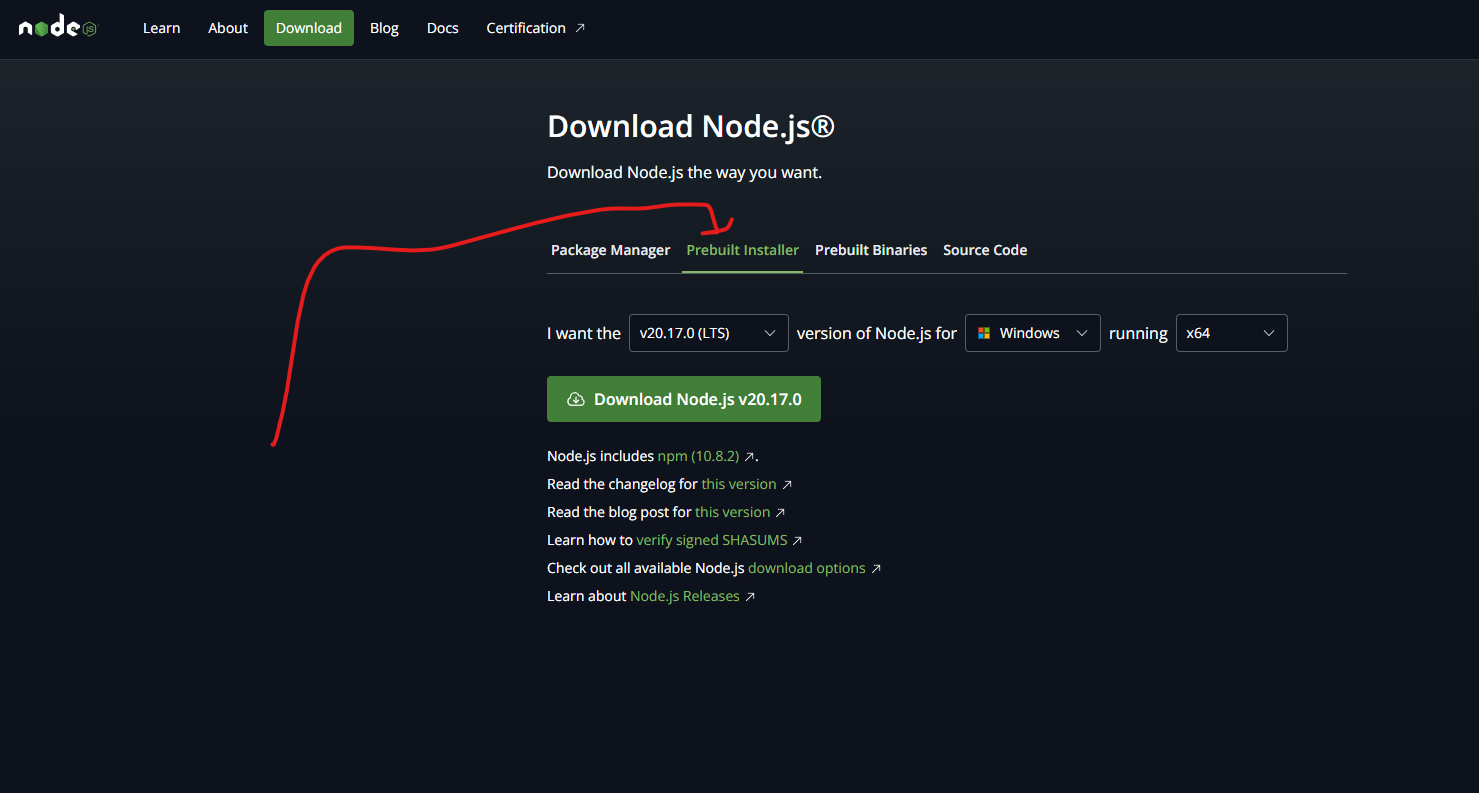 node JS
Learn About Download Blog Docs Certification ↗
Download Node.js®
Download Node.js the way you want.
Package Manager Prebuilt Installer Prebuilt Binaries Source Code
I want the v20.17.0 (LTS) version of Node.js for Windows running x64
Download Node.js v20.17.0
Node.js includes npm (10.8.2) ↗.
Read the changelog for this version ↗
Read the blog post for this version ↗
Learn how to verify signed SHASUMS ↗
Check out all available Node.js download options ↗
Learn about Node.js Releases ↗